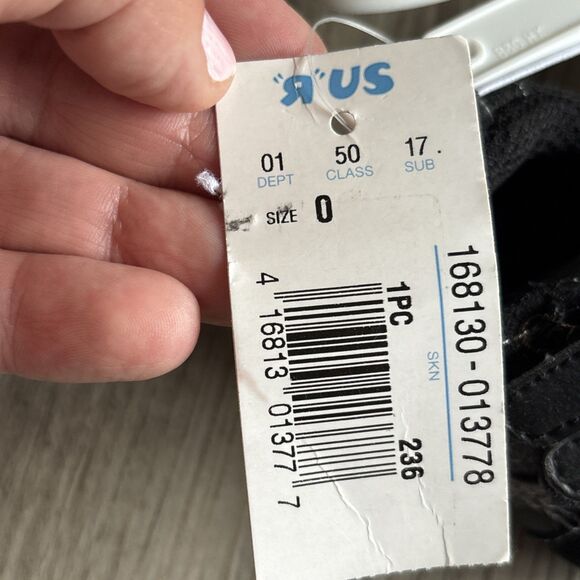 "R" US
01 50 17.
DEPT CLASS SUB
SIZE 0
168130-013778
SKN
1PC 236
4 16813 01377 7